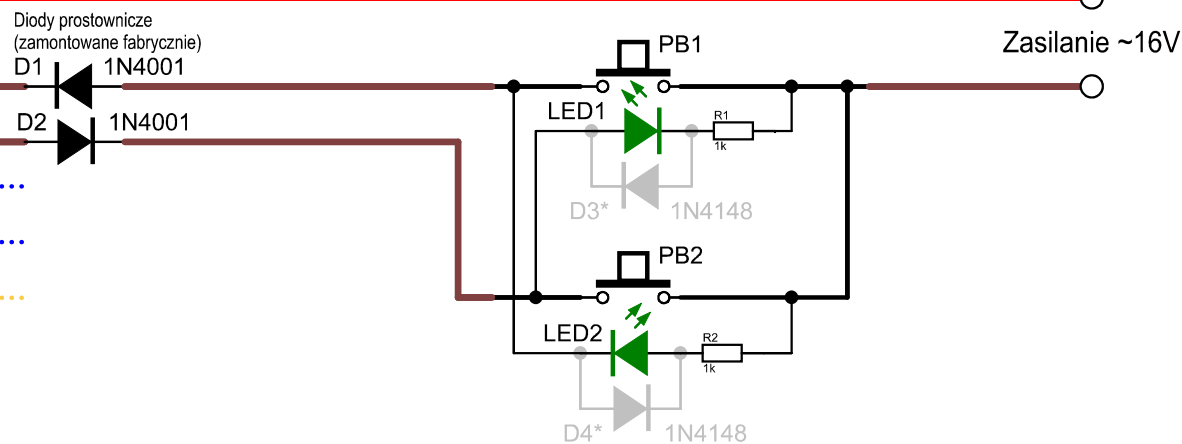 Diody prostownicze
(zamontowane fabrycznie)
D1 1N4001
PB1
Zasilanie ~16V
D2 1N4001
LED1
R1
1k
D3* 1N4148
PB2
LED2
R2
1k
D4* 1N4148